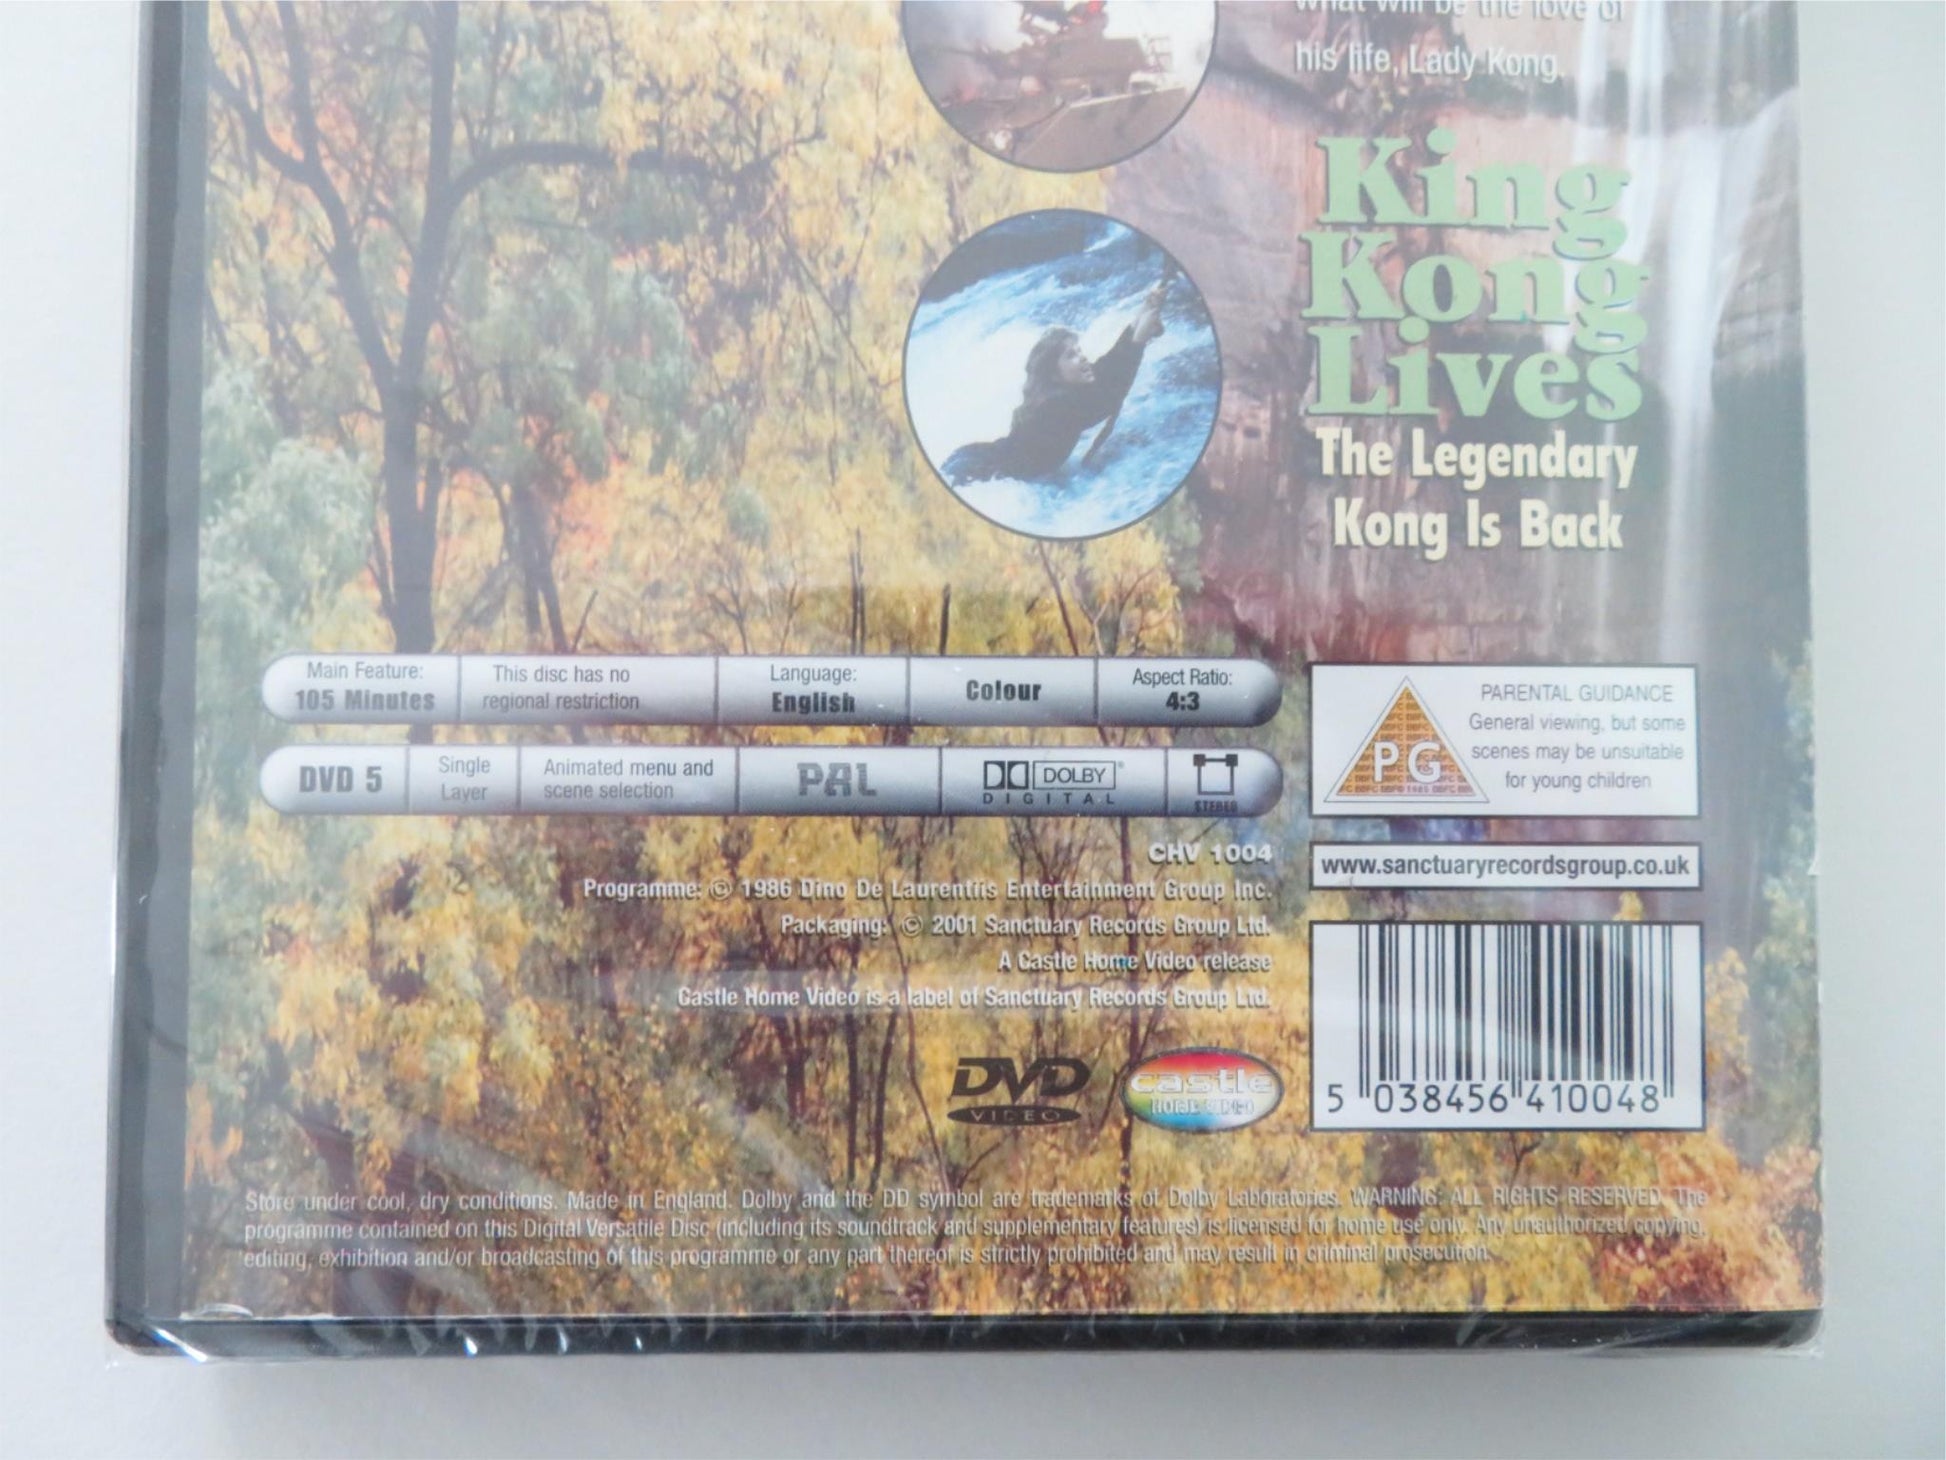 what will be the love of
his life, Lady Kong.
King
Kong
Lives
The Legendary
Kong Is Back
Main Feature:
105 Minutes
This disc has no
regional restriction
Language:
English
Colour
Aspect Ratio:
4:3
DVD 5
Single
Layer
Animated menu and
scene selection
PAL
DOLBY
DIGITAL
STEREO
PG
PARENTAL GUIDANCE
General viewing, but some
scenes may be unsuitable
for young children
CHV 1004
Programme: © 1986 Dino De Laurentiis Entertainment Group Inc.
Packaging: © 2001 Sanctuary Records Group Ltd.
A Castle Home Video release
Castle Home Video is a label of Sanctuary Records Group Ltd.
www.sanctuaryrecordsgroup.co.uk
DVD
VIDEO
castle
HOME VIDEO
5 038456 410048
Store under cool, dry conditions. Made in England. Dolby and the DD symbol are trademarks of Dolby Laboratories. WARNING: ALL RIGHTS RESERVED. The
programme contained on this Digital Versatile Disc (including its soundtrack and supplementary features) is licensed for home use only. Any unauthorized copying,
editing, exhibition and/or broadcasting of this programme or any part thereof is strictly prohibited and may result in criminal prosecution.